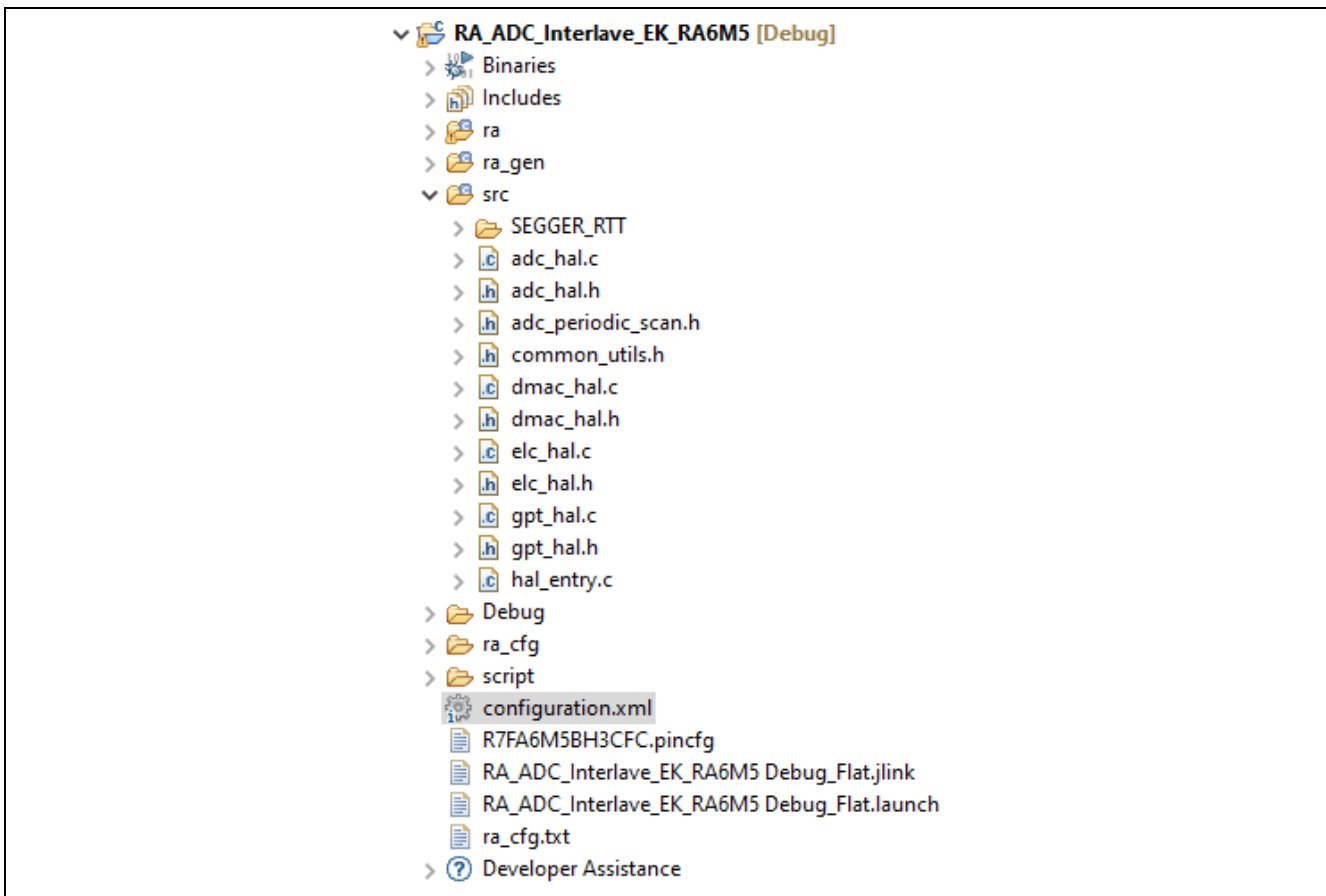 RA_ADC_Interlave_EK_RA6M5 [Debug]
Binaries
Includes
ra
ra_gen
src
SEGGER_RTT
adc_hal.c
adc_hal.h
adc_periodic_scan.h
common_utils.h
dmac_hal.c
dmac_hal.h
elc_hal.c
elc_hal.h
gpt_hal.c
gpt_hal.h
hal_entry.c
Debug
ra_cfg
script
configuration.xml
R7FA6M5BH3CFC.pincfg
RA_ADC_Interlave_EK_RA6M5 Debug_Flat.jlink
RA_ADC_Interlave_EK_RA6M5 Debug_Flat.launch
ra_cfg.txt
Developer Assistance